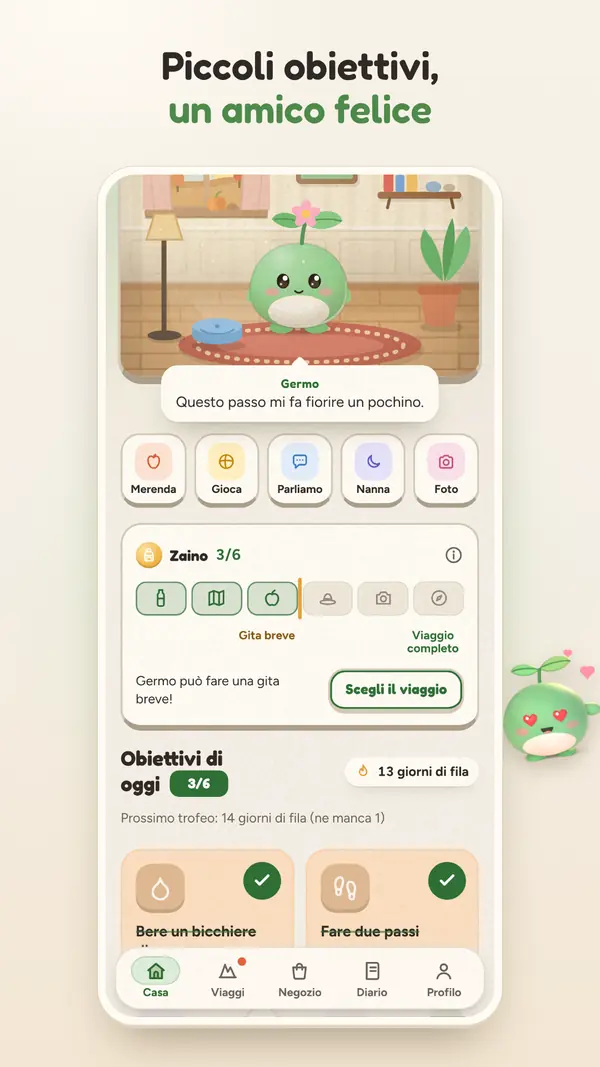 Piccoli obiettivi,
un amico felice
Germo
Questo passo mi fa fiorire un pochino.
Merenda
Gioca
Parliamo
Nanna
Foto
Zaino 3/6
Gita breve
Viaggio
completo
Germo può fare una gita
breve!
Scegli il viaggio
Obiettivi di
oggi 3/6
13 giorni di fila
Prossimo trofeo: 14 giorni di fila (ne manca 1)
Bere un bicchiere
Fare due passi
Casa
Viaggi
Negozio
Diario
Profilo